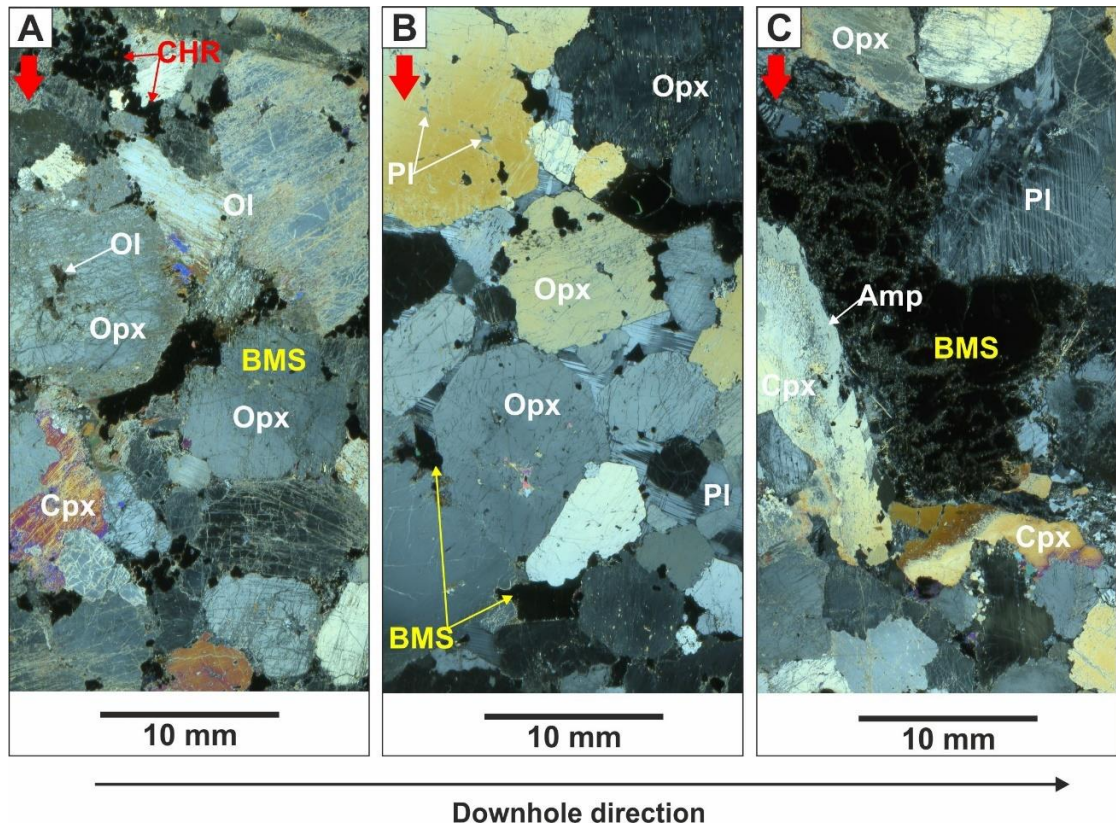 A
CHR
Ol
Ol
Opx
BMS
Opx
Cpx
10 mm
B
Opx
Pl
Opx
Opx
Pl
BMS
10 mm
C
Opx
Pl
Amp
BMS
Cpx
Cpx
10 mm
Downhole direction